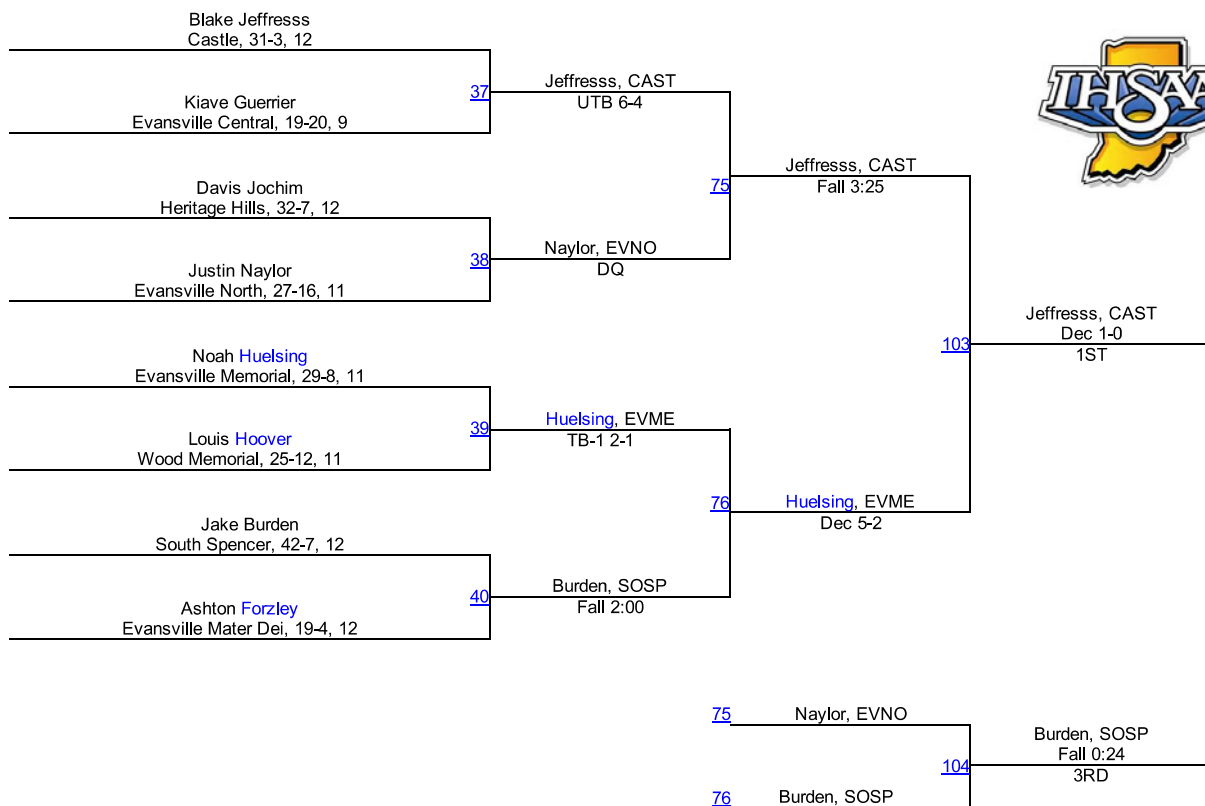 Blake Jeffresss
Castle, 31-3, 12
37
Jeffresss, CAST
UTB 6-4
Kiave Guerrier
Evansville Central, 19-20, 9
IHSAA
75
Jeffresss, CAST
Fall 3:25
Davis Jochim
Heritage Hills, 32-7, 12
38
Naylor, EVNO
DQ
Justin Naylor
Evansville North, 27-16, 11
103
Jeffresss, CAST
Dec 1-0
1ST
Noah Huelsing
Evansville Memorial, 29-8, 11
39
Huelsing, EVME
TB-1 2-1
Louis Hoover
Wood Memorial, 25-12, 11
76
Huelsing, EVME
Dec 5-2
Jake Burden
South Spencer, 42-7, 12
40
Burden, SOSP
Fall 2:00
Ashton Forzley
Evansville Mater Dei, 19-4, 12
75
Naylor, EVNO
104
Burden, SOSP
Fall 0:24
3RD
76
Burden, SOSP